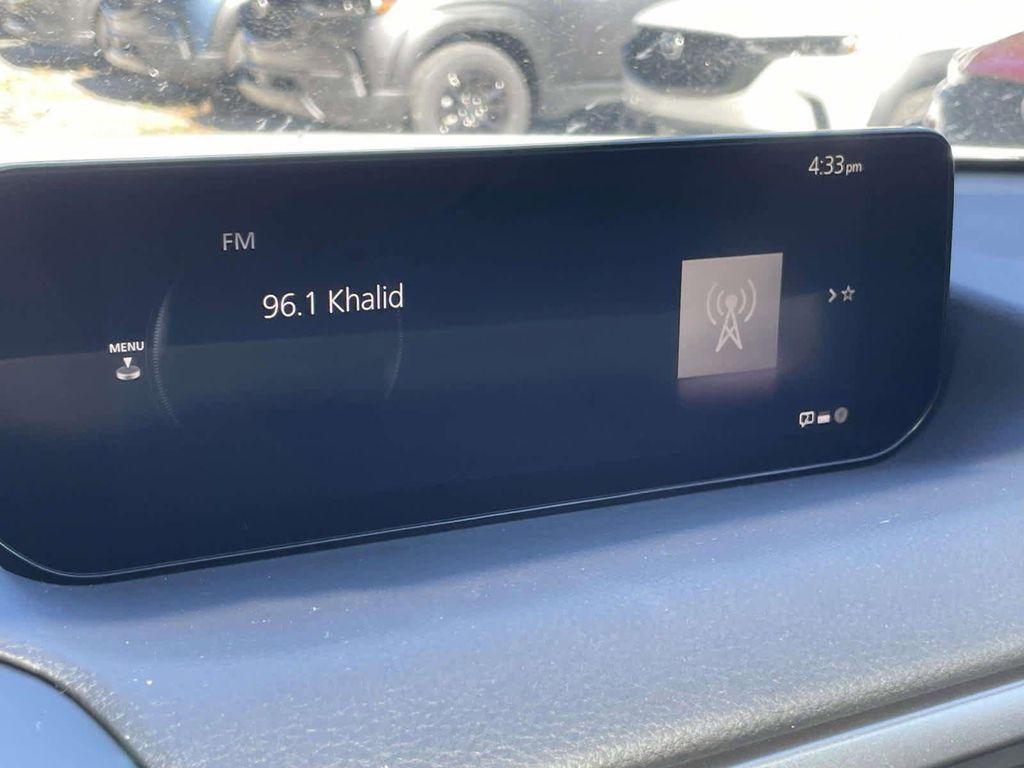 4:33pm
FM
96.1 Khalid
MENU